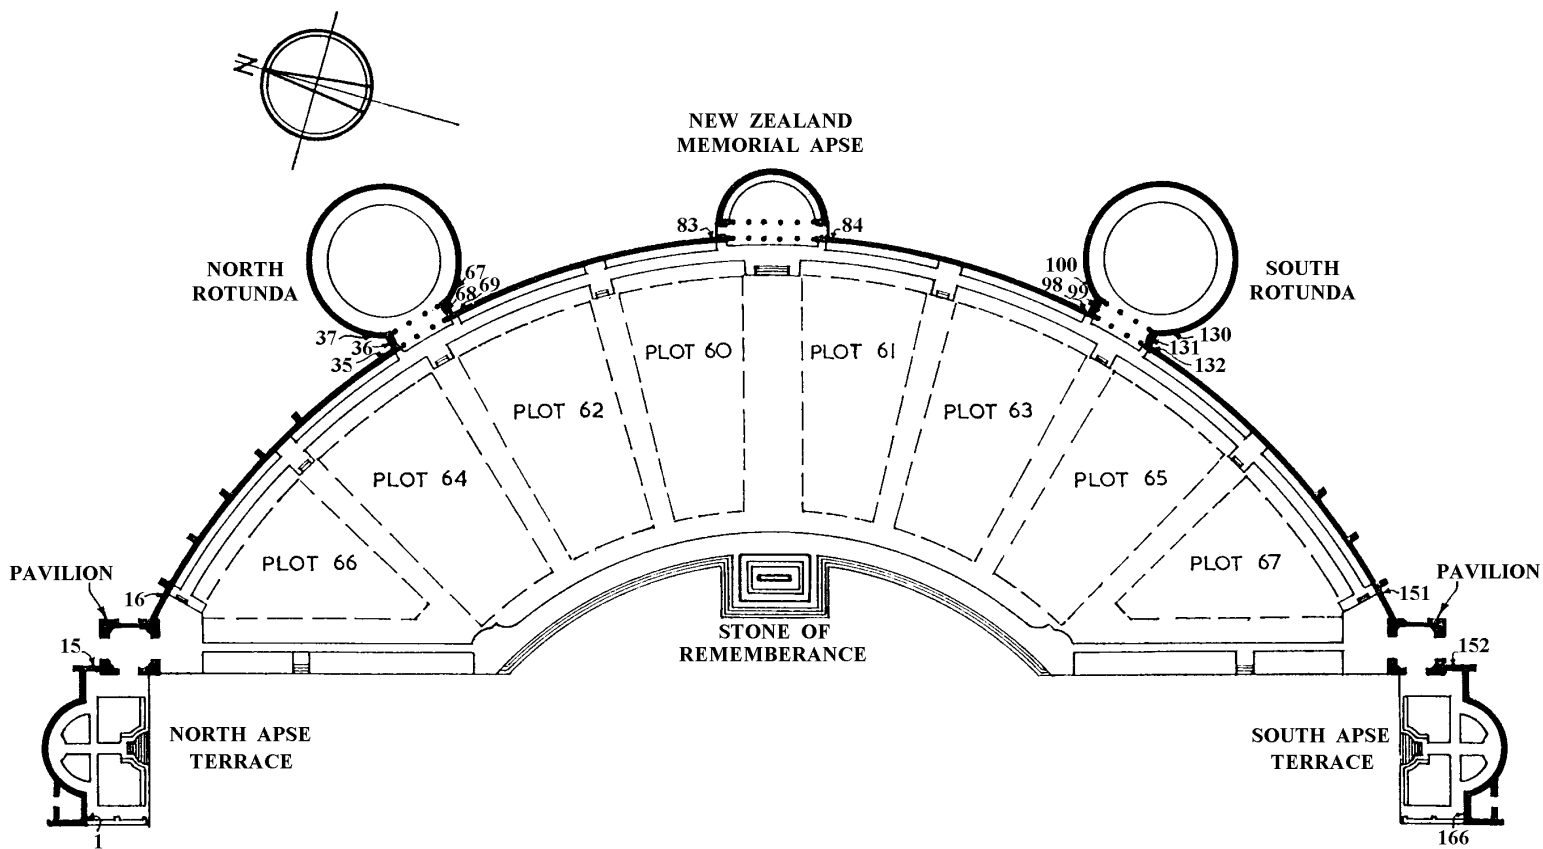 N
NEW ZEALAND
MEMORIAL APSE
83
84
NORTH
ROTUNDA
67
68
69
100
98
99
SOUTH
ROTUNDA
37
36
35
130
131
132
PLOT 60
PLOT 61
PLOT 62
PLOT 63
PLOT 64
PLOT 65
PLOT 66
PLOT 67
PAVILION
16
151
PAVILION
15
STONE OF
REMEMBERANCE
152
NORTH APSE
TERRACE
SOUTH APSE
TERRACE
1
166